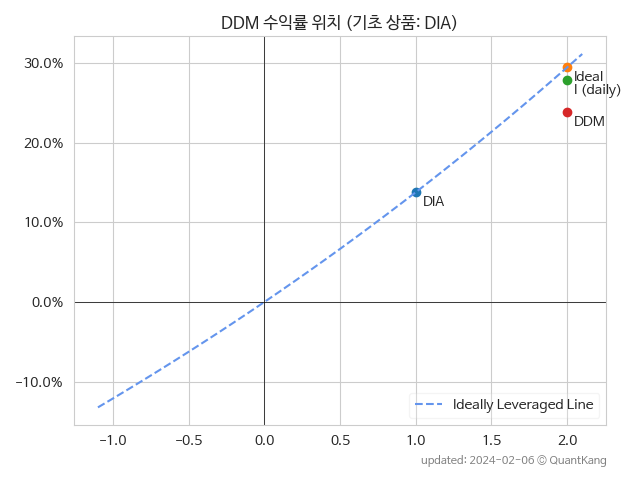 DDM 수익률 위치 (기초 상품: DIA)
30.0%
20.0%
10.0%
0.0%
−10.0%
Ideal
I (daily)
DDM
DIA
Ideally Leveraged Line
−1.0 −0.5 0.0 0.5 1.0 1.5 2.0
updated: 2024-02-06 © QuantKang